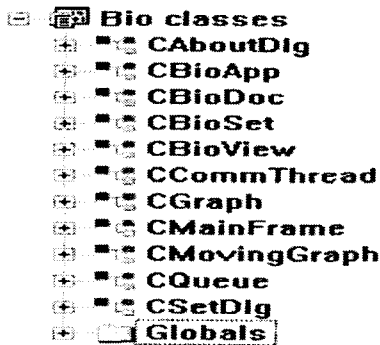 Bio classes
CAboutDlg
CBioApp
CBioDoc
CBioSet
CBioView
CCommThread
CGraph
CMainFrame
CMovingGraph
CQueue
CSetDlg
Globals